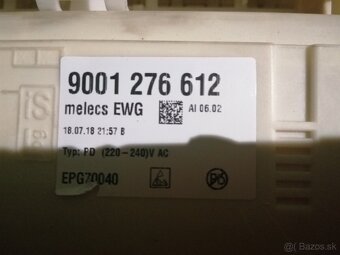 9001 276 612
melecs EWG
AI 06.02
18.07.18 21:57 B
Typ: PD (220-240)V AC
EPG70040
Pb
Bazos.sk